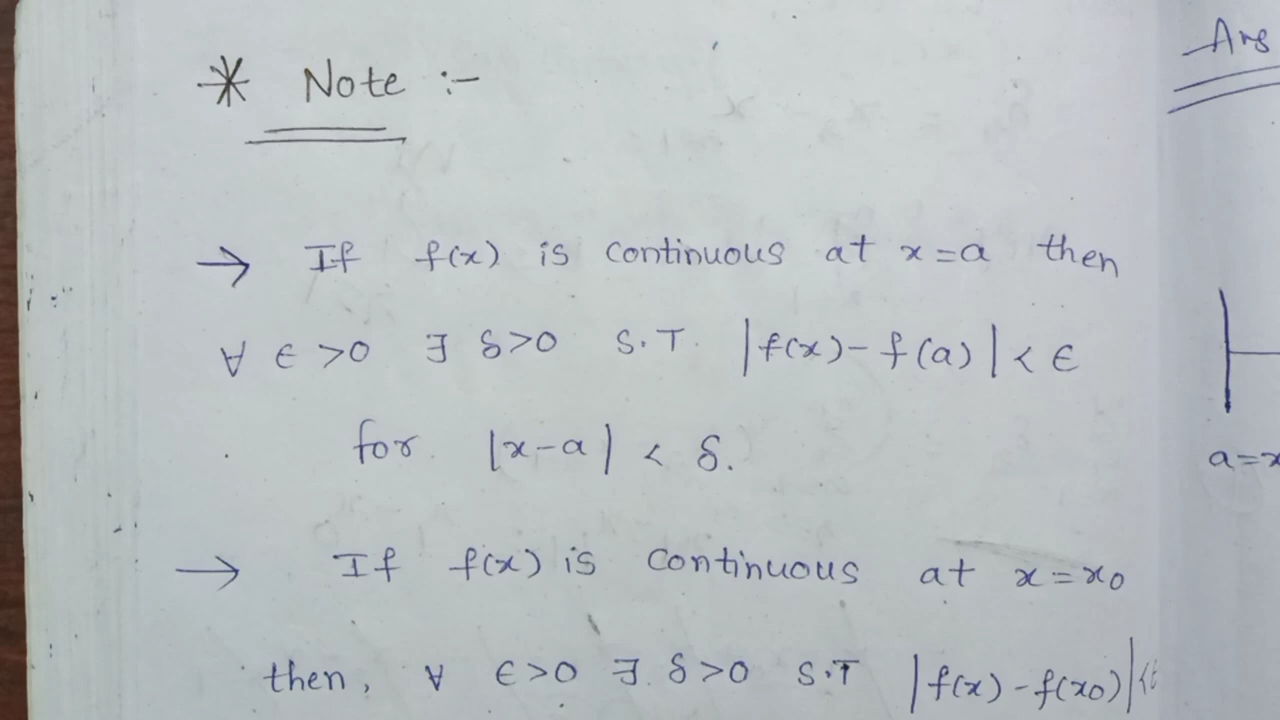 * Note :-
→ If f(x) is continuous at x=a then
∀ ϵ >0 ∃ δ>0 S.T. |f(x)- f(a)|< ϵ
for |x-a| < δ.
→ If f(x) is continuous at x=x₀
then, ∀ ϵ>0 ∃ δ>0 S.T |f(x)-f(x₀)|<ϵ
Ans
a=x